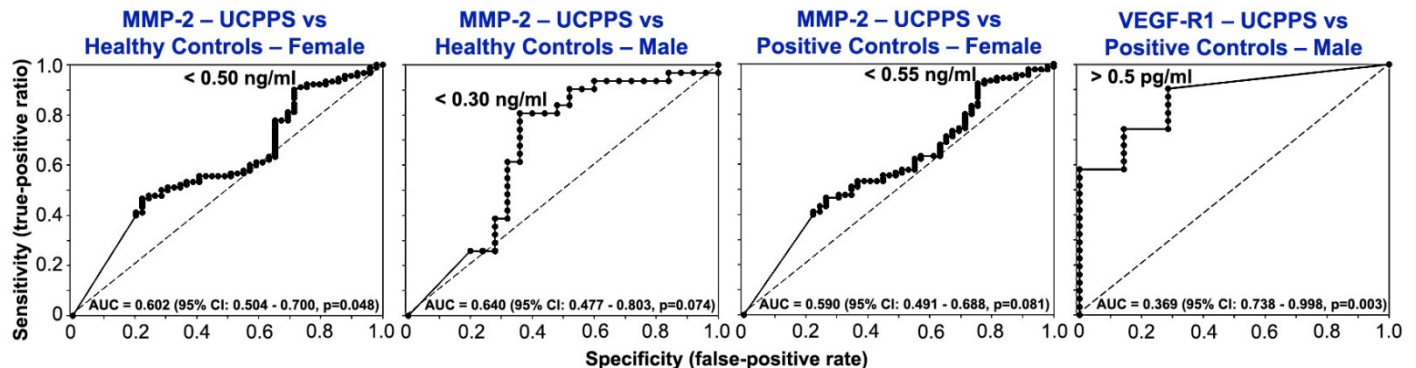 MMP-2 – UCPPS vs
Healthy Controls – Female
MMP-2 – UCPPS vs
Healthy Controls – Male
MMP-2 – UCPPS vs
Positive Controls – Female
VEGF-R1 – UCPPS vs
Positive Controls – Male
Sensitivity (true-positive ratio)
1.0
0.8
0.6
0.4
0.2
0
< 0.50 ng/ml
AUC = 0.602 (95% CI: 0.504 - 0.700, p=0.048)
0 0.2 0.4 0.6 0.8 1.0
< 0.30 ng/ml
AUC = 0.640 (95% CI: 0.477 - 0.803, p=0.074)
0 0.2 0.4 0.6 0.8 1.0
< 0.55 ng/ml
AUC = 0.590 (95% CI: 0.491 - 0.688, p=0.081)
0 0.2 0.4 0.6 0.8 1.0
> 0.5 pg/ml
AUC = 0.369 (95% CI: 0.738 - 0.998, p=0.003)
0 0.2 0.4 0.6 0.8 1.0
Specificity (false-positive rate)